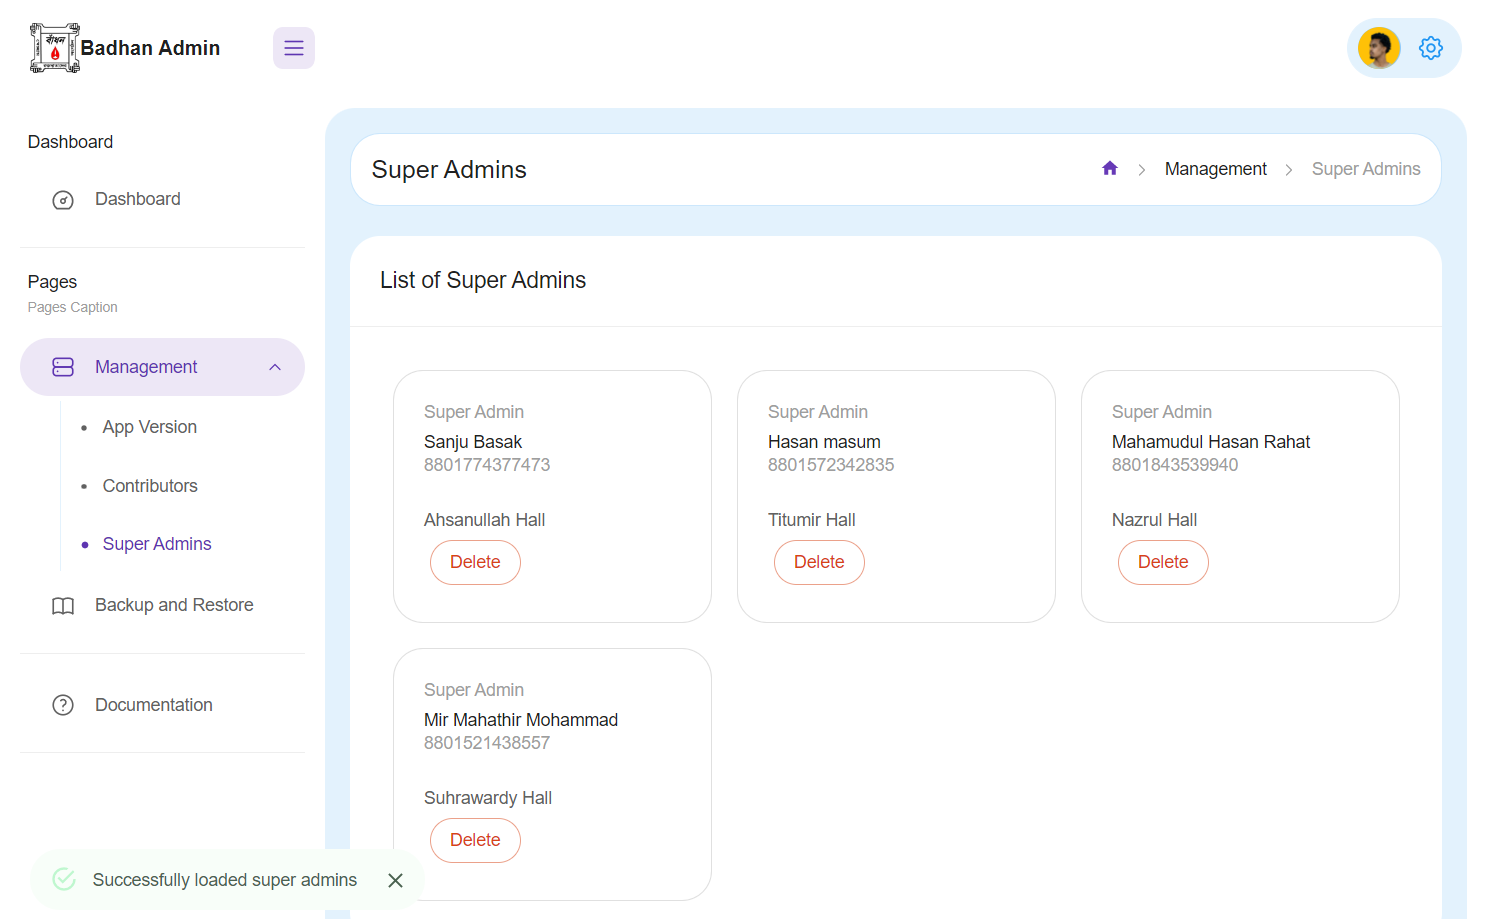 বাঁধন
Badhan Admin
Dashboard
Dashboard
Pages
Pages Caption
Management
App Version
Contributors
Super Admins
Backup and Restore
Documentation
Super Admins
Management
Super Admins
List of Super Admins
Super Admin
Sanju Basak
8801774377473
Ahsanullah Hall
Delete
Super Admin
Hasan masum
8801572342835
Titumir Hall
Delete
Super Admin
Mahamudul Hasan Rahat
8801843539940
Nazrul Hall
Delete
Super Admin
Mir Mahathir Mohammad
8801521438557
Suhrawardy Hall
Delete
Successfully loaded super admins